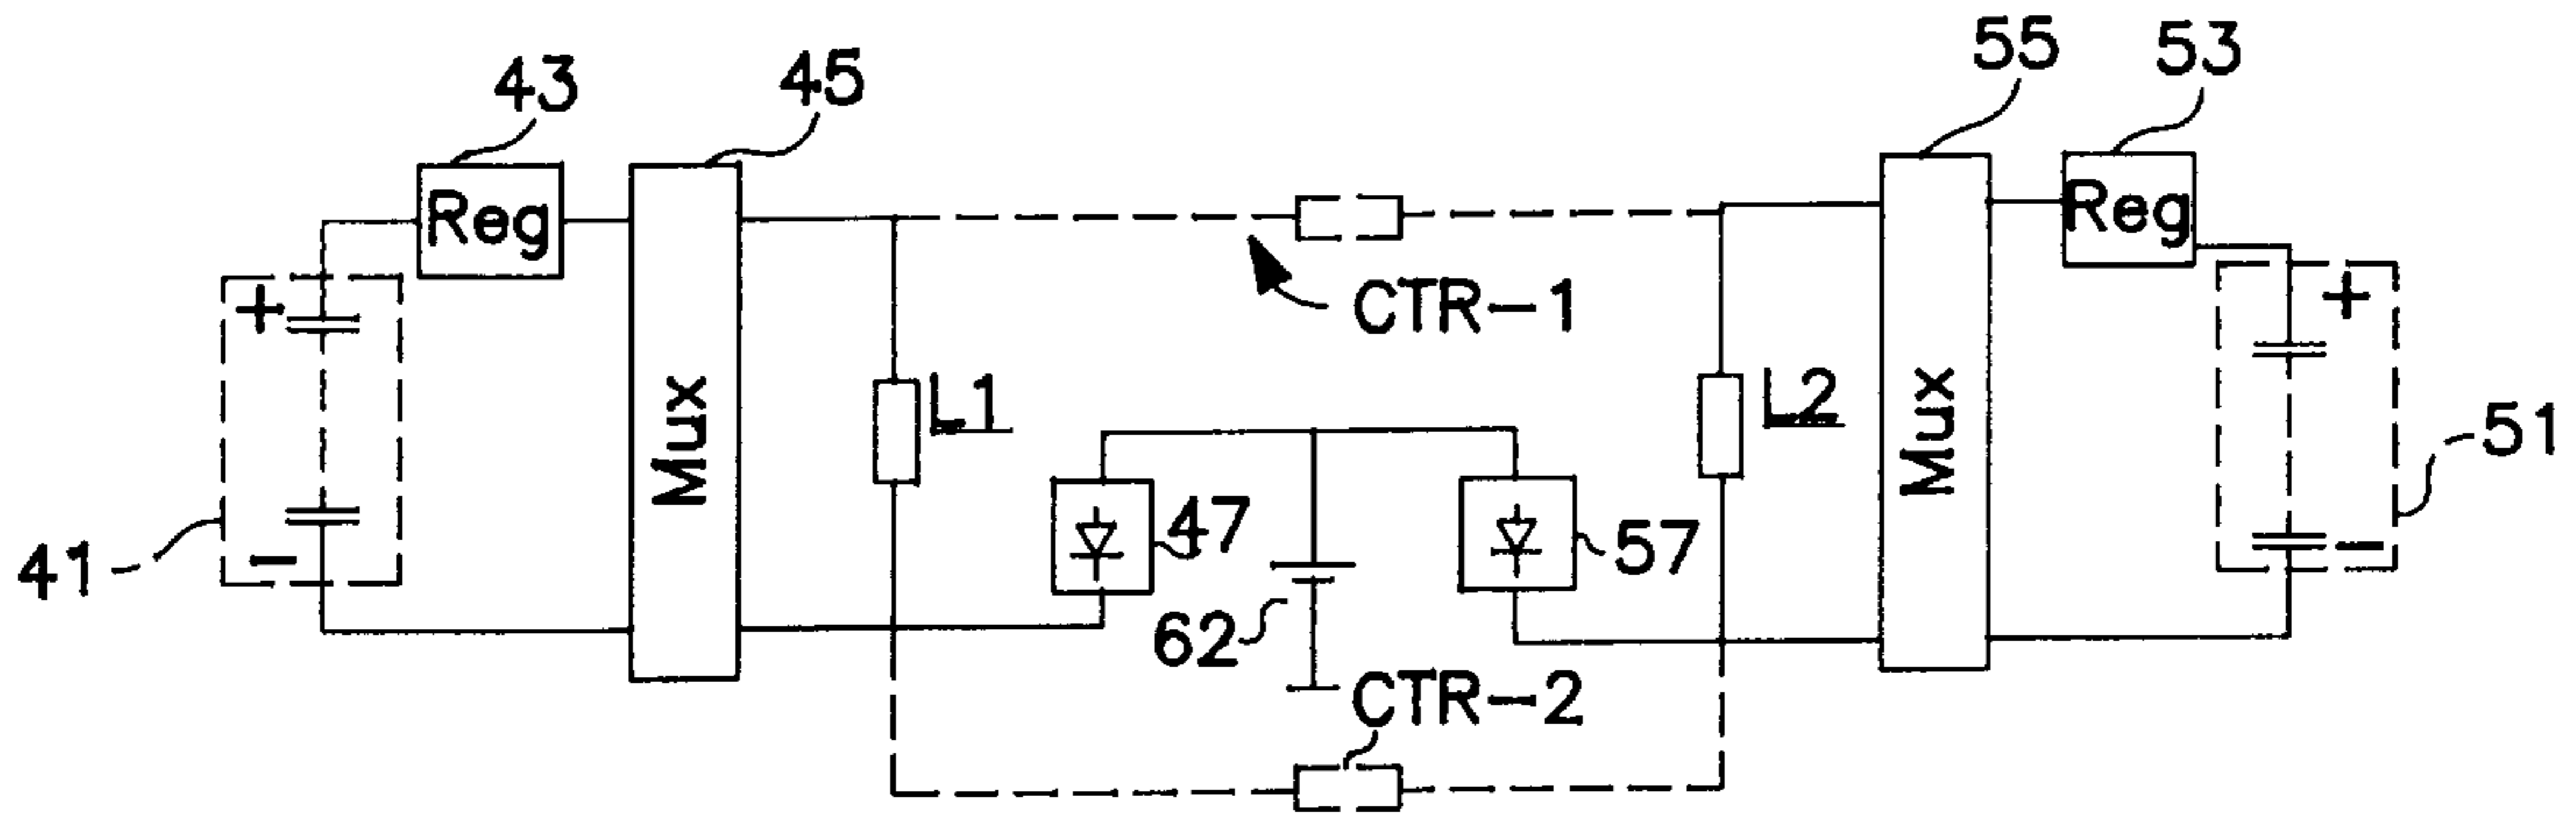 55
53
43
45
Reg
Reg
+
CTR-1
+
Mux
L1
L2
Mux
51
41
-
47
57
-
62
CTR-2